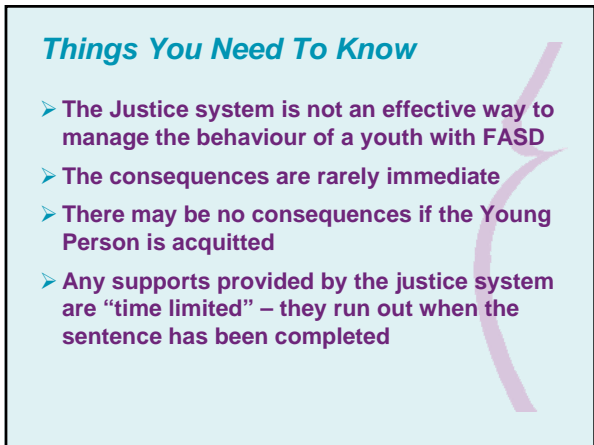 Things You Need To Know
➢ The Justice system is not an effective way to
manage the behaviour of a youth with FASD
➢ The consequences are rarely immediate
➢ There may be no consequences if the Young
Person is acquitted
➢ Any supports provided by the justice system
are “time limited” – they run out when the
sentence has been completed